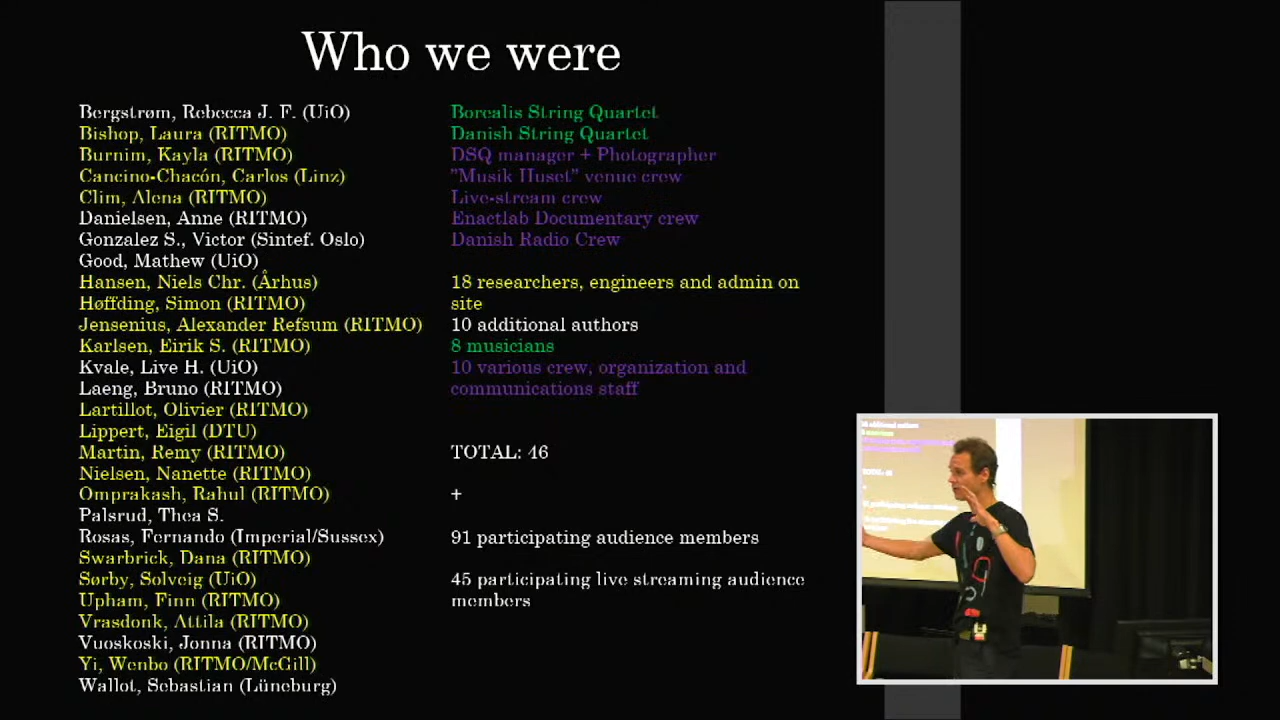 Who we were
Bergstrøm, Rebecca J. F. (UiO)
Bishop, Laura (RITMO)
Burnim, Kayla (RITMO)
Cancino-Chacón, Carlos (Linz)
Clim, Alena (RITMO)
Danielsen, Anne (RITMO)
Gonzalez S., Victor (Sintef. Oslo)
Good, Mathew (UiO)
Hansen, Niels Chr. (Århus)
Høffding, Simon (RITMO)
Jensenius, Alexander Refsum (RITMO)
Karlsen, Eirik S. (RITMO)
Kvale, Live H. (UiO)
Laeng, Bruno (RITMO)
Lartillot, Olivier (RITMO)
Lippert, Eigil (DTU)
Martin, Remy (RITMO)
Nielsen, Nanette (RITMO)
Omprakash, Rahul (RITMO)
Palsrud, Thea S.
Rosas, Fernando (Imperial/Sussex)
Swarbrick, Dana (RITMO)
Sørby, Solveig (UiO)
Upham, Finn (RITMO)
Vrasdonk, Attila (RITMO)
Vuoskoski, Jonna (RITMO)
Yi, Wenbo (RITMO/McGill)
Wallot, Sebastian (Lüneburg)
Borealis String Quartet
Danish String Quartet
DSQ manager + Photographer
"Musik Huset" venue crew
Live-stream crew
Enactlab Documentary crew
Danish Radio Crew
18 researchers, engineers and admin on
site
10 additional authors
8 musicians
10 various crew, organization and
communications staff
TOTAL: 46
+
91 participating audience members
45 participating live streaming audience
members